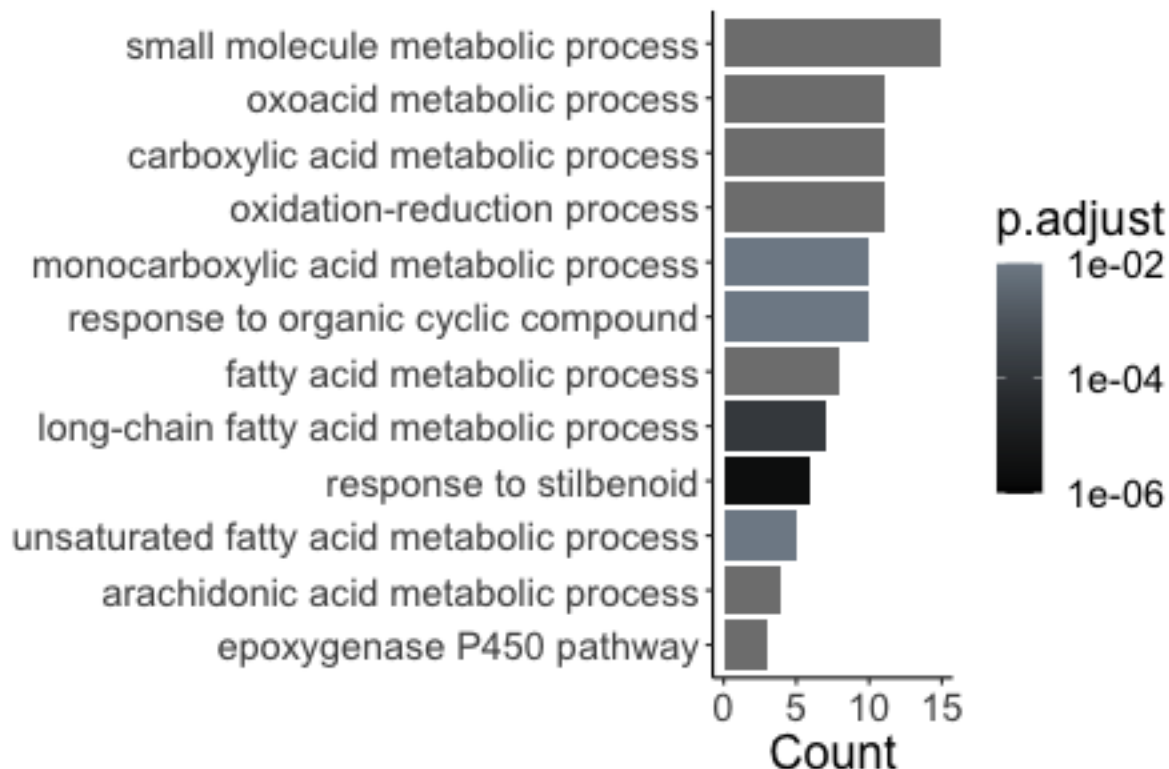 small molecule metabolic process
oxoacid metabolic process
carboxylic acid metabolic process
oxidation-reduction process
monocarboxylic acid metabolic process
response to organic cyclic compound
fatty acid metabolic process
long-chain fatty acid metabolic process
response to stilbenoid
unsaturated fatty acid metabolic process
arachidonic acid metabolic process
epoxygenase P450 pathway
0 5 10 15
Count
p.adjust
1e-02
1e-04
1e-06